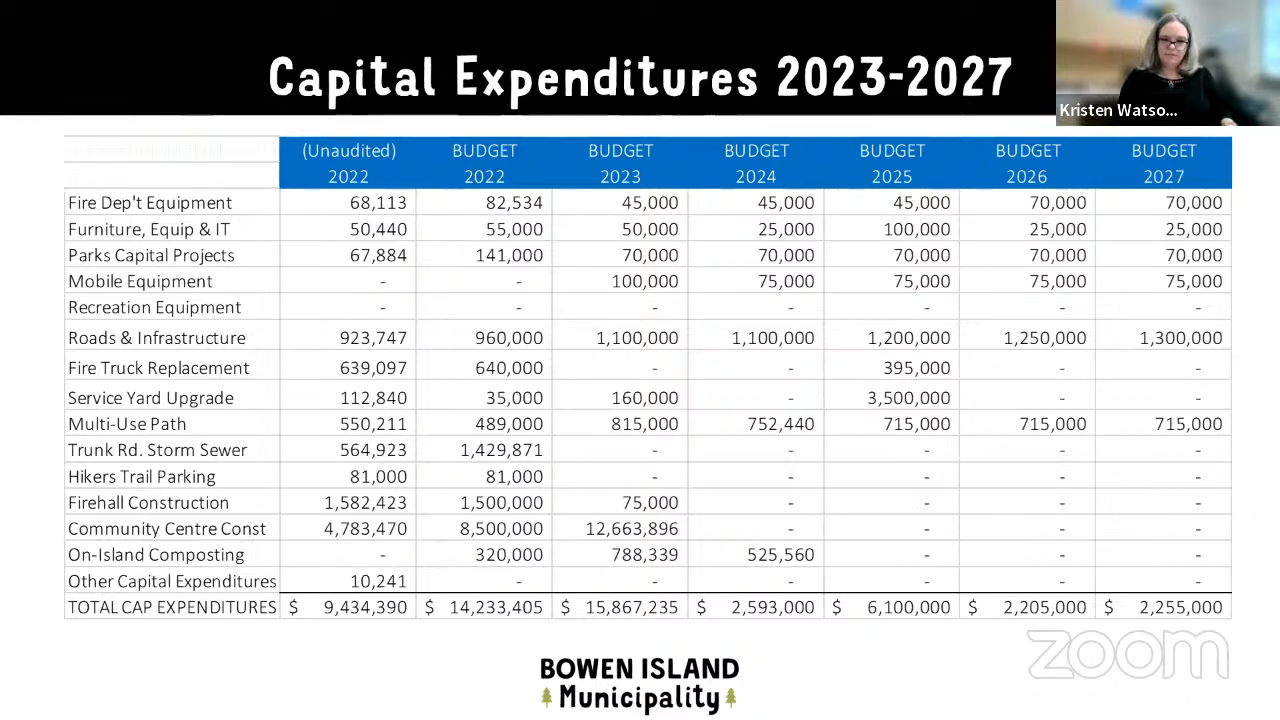 Capital Expenditures 2023-2027
Kristen Watso...
(Unaudited) BUDGET BUDGET BUDGET BUDGET BUDGET BUDGET
2022 2022 2023 2024 2025 2026 2027
Fire Dep't Equipment 68,113 82,534 45,000 45,000 45,000 70,000 70,000
Furniture, Equip & IT 50,440 55,000 50,000 25,000 100,000 25,000 25,000
Parks Capital Projects 67,884 141,000 70,000 70,000 70,000 70,000 70,000
Mobile Equipment - - 100,000 75,000 75,000 75,000 75,000
Recreation Equipment - - - - - - -
Roads & Infrastructure 923,747 960,000 1,100,000 1,100,000 1,200,000 1,250,000 1,300,000
Fire Truck Replacement 639,097 640,000 - - 395,000 - -
Service Yard Upgrade 112,840 35,000 160,000 - 3,500,000 - -
Multi-Use Path 550,211 489,000 815,000 752,440 715,000 715,000 715,000
Trunk Rd. Storm Sewer 564,923 1,429,871 - - - - -
Hikers Trail Parking 81,000 81,000 - - - - -
Firehall Construction 1,582,423 1,500,000 75,000 - - - -
Community Centre Const 4,783,470 8,500,000 12,663,896 - - - -
On-Island Composting - 320,000 788,339 525,560 - - -
Other Capital Expenditures 10,241 - - - - - -
TOTAL CAP EXPENDITURES $ 9,434,390 $ 14,233,405 $ 15,867,235 $ 2,593,000 $ 6,100,000 $ 2,205,000 $ 2,255,000
zoom
BOWEN ISLAND
Municipality